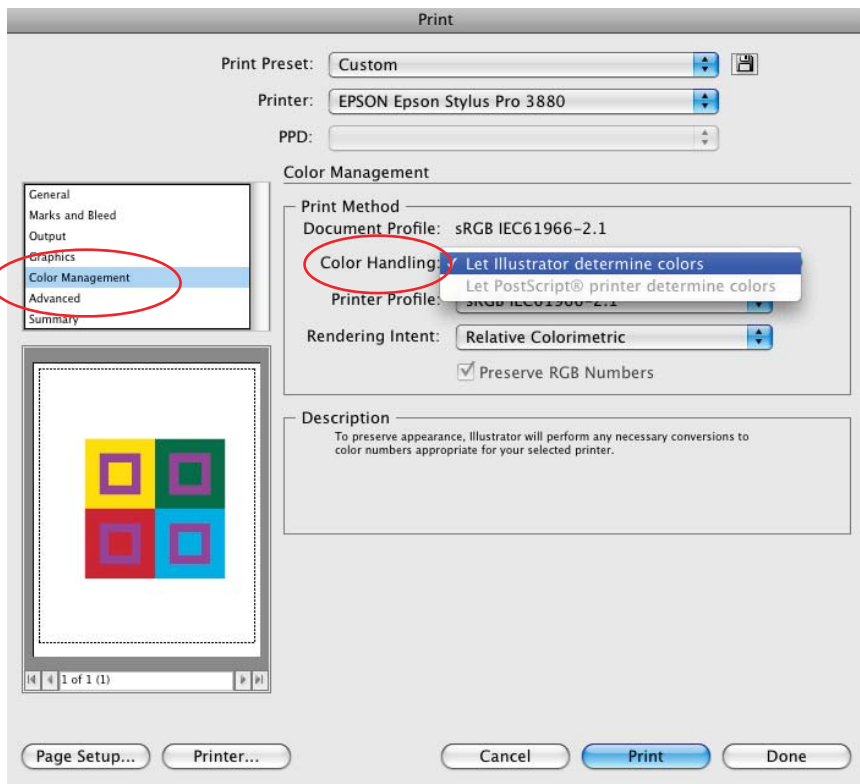 Print
Print Preset: Custom
Printer: EPSON Epson Stylus Pro 3880
PPD:
Color Management
General
Marks and Bleed
Output
Graphics
Color Management
Advanced
Summary
Print Method
Document Profile: sRGB IEC61966-2.1
Color Handling: ✓ Let Illustrator determine colors
Let PostScript® printer determine colors
Printer Profile: sRGB IEC61966-2.1
Rendering Intent: Relative Colorimetric
Preserve RGB Numbers
Description
To preserve appearance, Illustrator will perform any necessary conversions to
color numbers appropriate for your selected printer.
1 of 1 (1)
Page Setup... Printer... Cancel Print Done